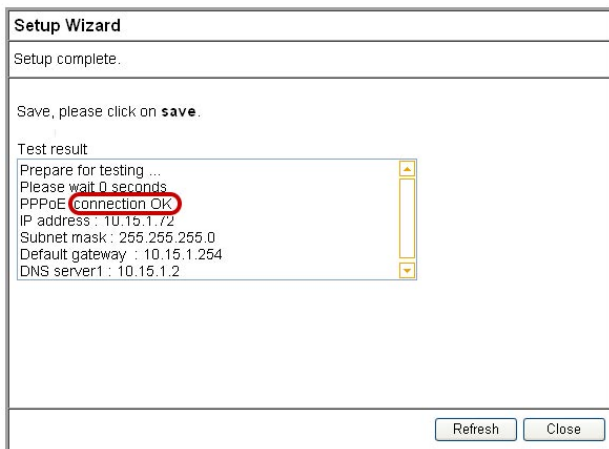 Setup Wizard
Setup complete.
Save, please click on save.
Test result
Prepare for testing ...
Please wait 0 seconds
PPPoE connection OK
IP address : 10.15.1.72
Subnet mask : 255.255.255.0
Default gateway : 10.15.1.254
DNS server1 : 10.15.1.2
Refresh
Close